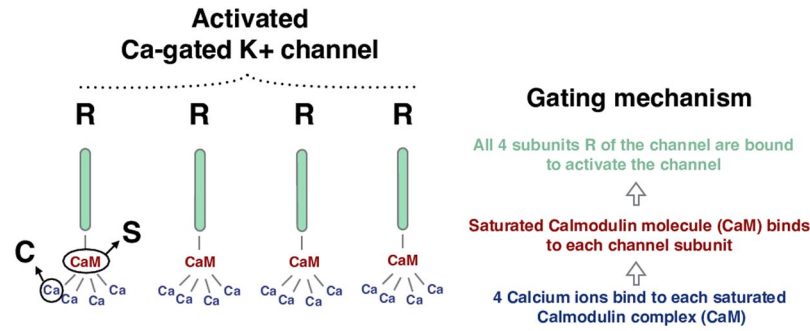 Activated
Ca-gated K+ channel
R R R R
S
C
CaM CaM CaM CaM
Ca Ca Ca Ca Ca Ca Ca Ca Ca Ca Ca Ca Ca Ca Ca Ca
Gating mechanism
All 4 subunits R of the channel are bound
to activate the channel
Saturated Calmodulin molecule (CaM) binds
to each channel subunit
4 Calcium ions bind to each saturated
Calmodulin complex (CaM)